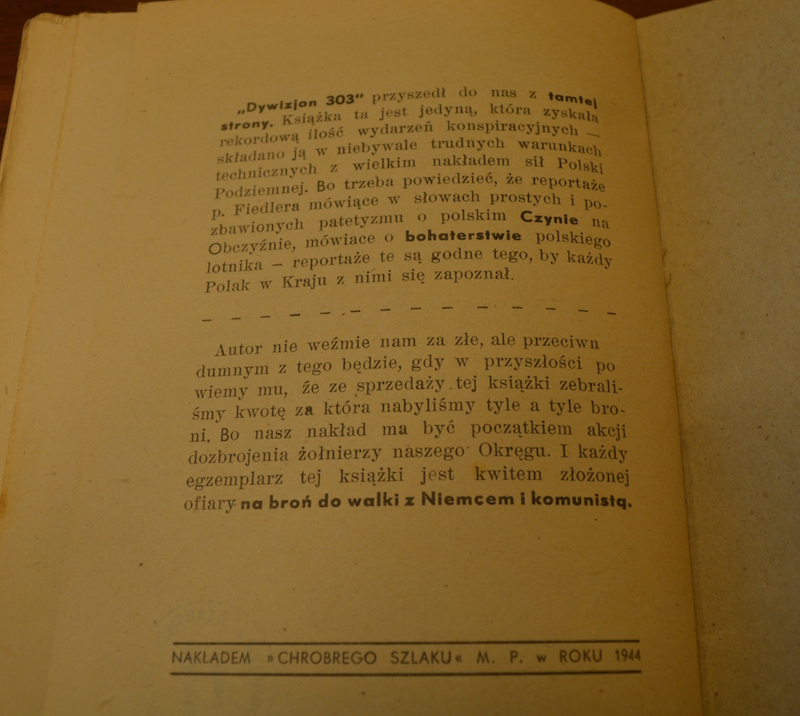 „Dywizjon 303" przyszedł do nas z tamtej
strony. Książka ta jest jedyną, która zyskała
rekordową ilość wydarzeń konspiracyjnych —
składano ją w niebywale trudnych warunkach
technicznych z wielkim nakładem sił Polski
Podziemnej. Bo trzeba powiedzieć, że reportaże
p. Fiedlera mówiące w słowach prostych i po-
zbawionych patetyzmu o polskim Czynie na
Obczyźnie, mówiace o bohaterstwie polskiego
lotnika – reportaże te są godne tego, by każdy
Polak w Kraju z nimi się zapoznał.
Autor nie weźmie nam za złe, ale przeciwn
dumnym z tego będzie, gdy w przyszłości po
wiemy mu, że ze sprzedaży tej książki zebrali-
śmy kwotę za która nabyliśmy tyle a tyle bro-
ni. Bo nasz nakład ma być początkiem akcji
dozbrojenia żołnierzy naszego Okręgu. I każdy
egzemplarz tej książki jest kwitem złożonej
ofiary na broń do walki z Niemcem i komunistą.
NAKŁADEM »CHROBREGO SZLAKU« M. P. w ROKU 1944